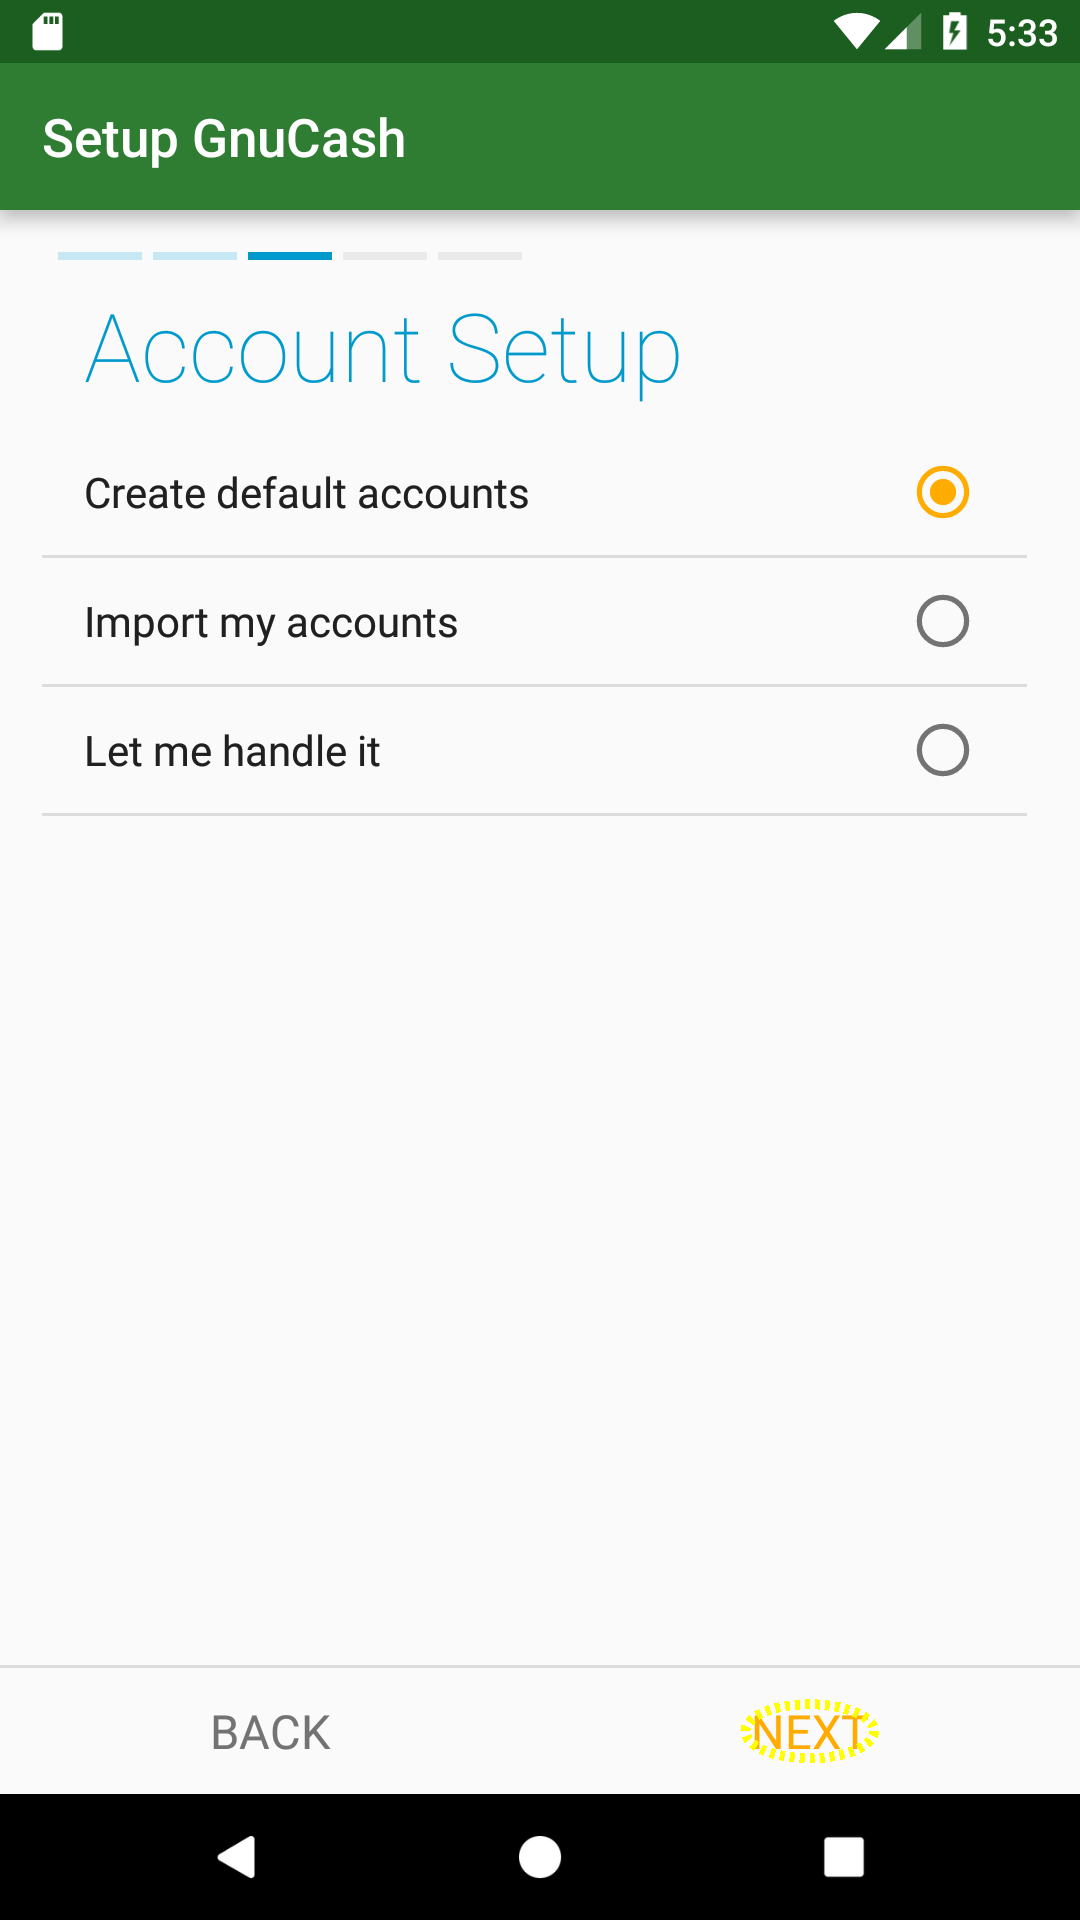 5:33
Setup GnuCash
Account Setup
Create default accounts
Import my accounts
Let me handle it
BACK
NEXT